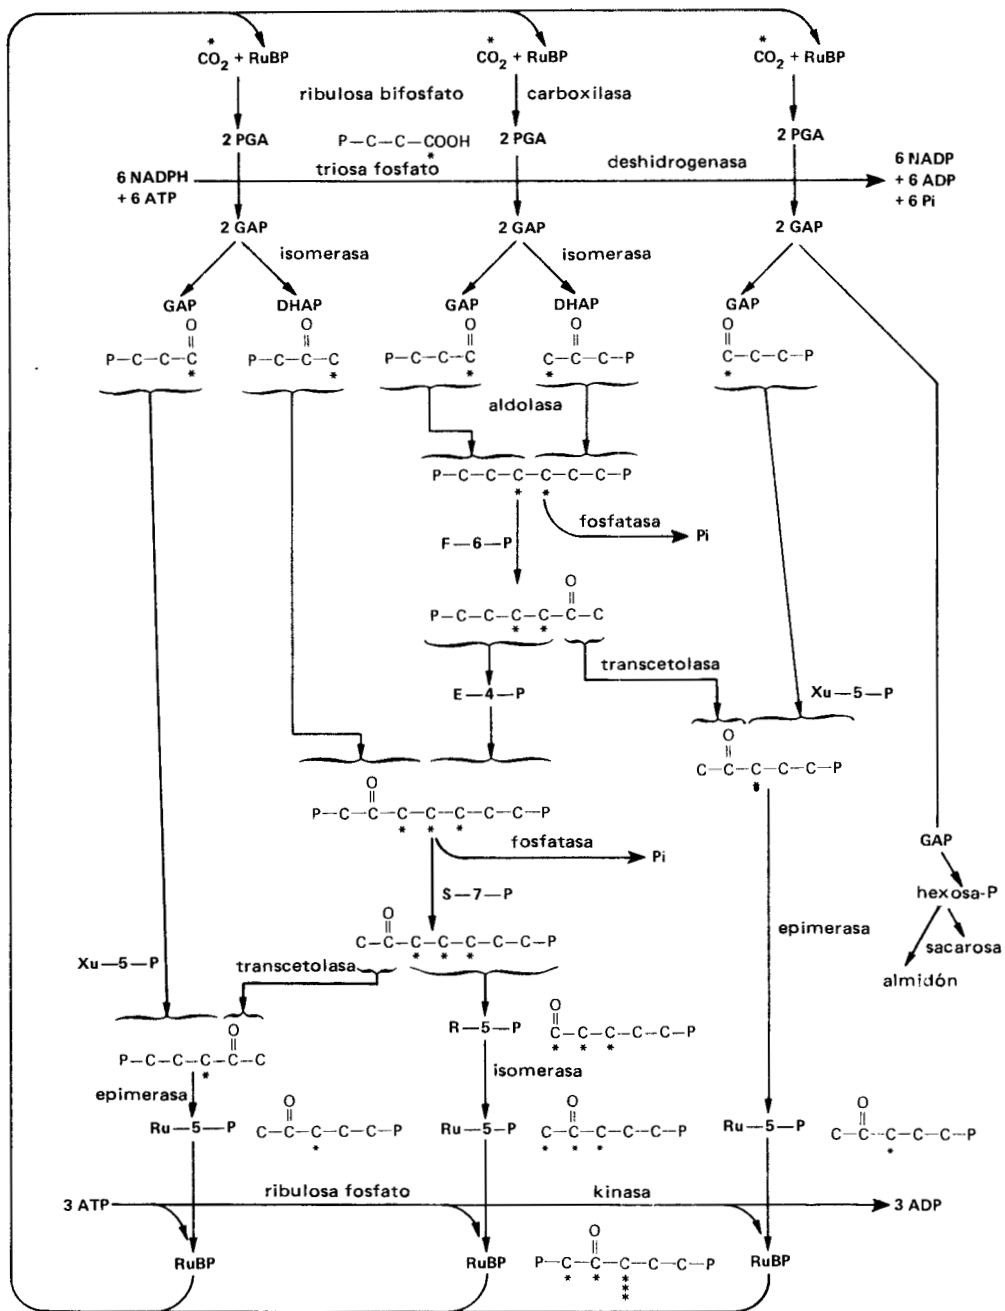 *CO2 + RuBP
*CO2 + RuBP
*CO2 + RuBP
ribulosa bifosfato
carboxilasa
2 PGA
P—C—C—COOH
*
2 PGA
2 PGA
6 NADPH
+ 6 ATP
triosa fosfato
deshidrogenasa
6 NADP
+ 6 ADP
+ 6 Pi
2 GAP
2 GAP
2 GAP
isomerasa
isomerasa
GAP
DHAP
GAP
DHAP
GAP
O
O
O
O
O
P—C—C—C
P—C—C—C
P—C—C—C
C—C—C—P
C—C—C—P
*
*
*
*
*
aldolasa
P—C—C—C—C—C—C—P
* *
fosfatasa
Pi
F—6—P
O
P—C—C—C—C—C—C
* *
transcetolasa
E—4—P
Xu—5—P
O
C—C—C—C—C—P
*
O
P—C—C—C—C—C—C—C—P
* * *
fosfatasa
Pi
GAP
S—7—P
hexosa-P
O
C—C—C—C—C—C—C—P
* * *
epimerasa
sacarosa
almidón
Xu—5—P
transcetolasa
R—5—P
O
C—C—C—C—C—P
* * *
O
P—C—C—C—C—C
*
isomerasa
epimerasa
Ru—5—P
O
C—C—C—C—C—P
*
Ru—5—P
O
C—C—C—C—C—P
* * *
Ru—5—P
O
C—C—C—C—C—P
*
3 ATP
ribulosa fosfato
kinasa
3 ADP
RuBP
RuBP
O
P—C—C—C—C—C—P
* * *
*
*
RuBP